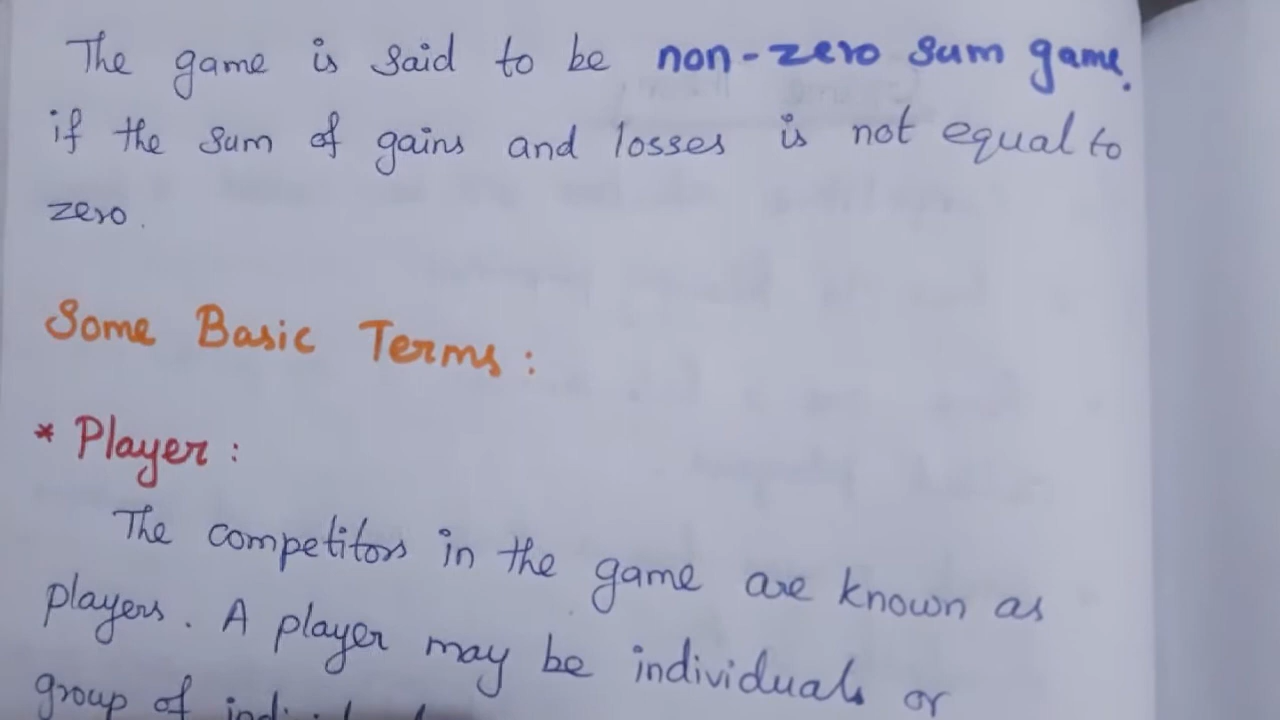 The game is said to be non-zero sum game.
if the sum of gains and losses is not equal to
zero.
Some Basic Terms :
* Player :
The competitors in the game are known as
players. A player may be individuals or
group of